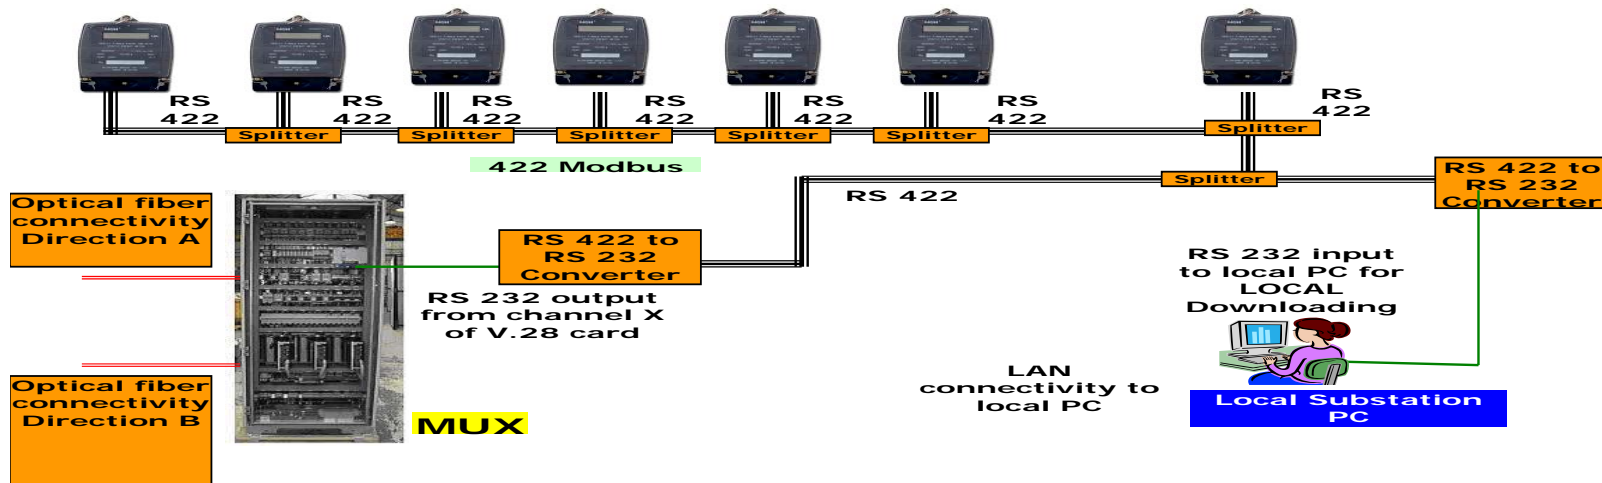 RS
422
RS
422
RS
422
RS
422
RS
422
RS
422
RS
422
Splitter
Splitter
Splitter
Splitter
Splitter
Splitter
422 Modbus
Splitter
RS 422
RS 422 to
RS 232
Converter
Optical fiber
connectivity
Direction A
RS 422 to
RS 232
Converter
RS 232 output
from channel X
of V.28 card
RS 232 input
to local PC for
LOCAL
Downloading
LAN
connectivity to
local PC
Local Substation
PC
Optical fiber
connectivity
Direction B
MUX